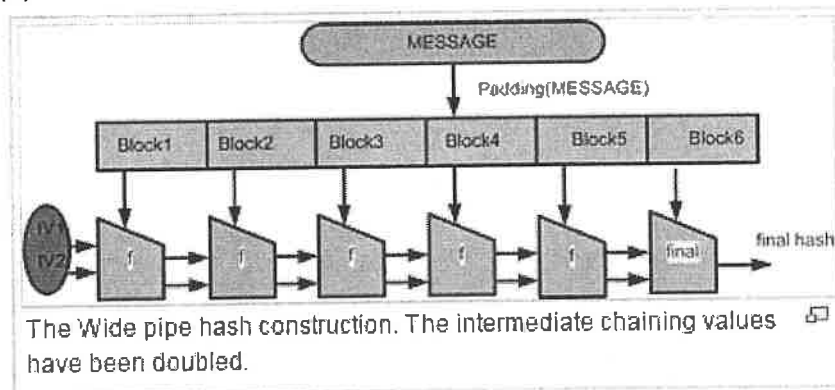 MESSAGE
Padding(MESSAGE)
Block1 Block2 Block3 Block4 Block5 Block6
IV1
IV2
f f f f f final
final hash
The Wide pipe hash construction. The intermediate chaining values
have been doubled.